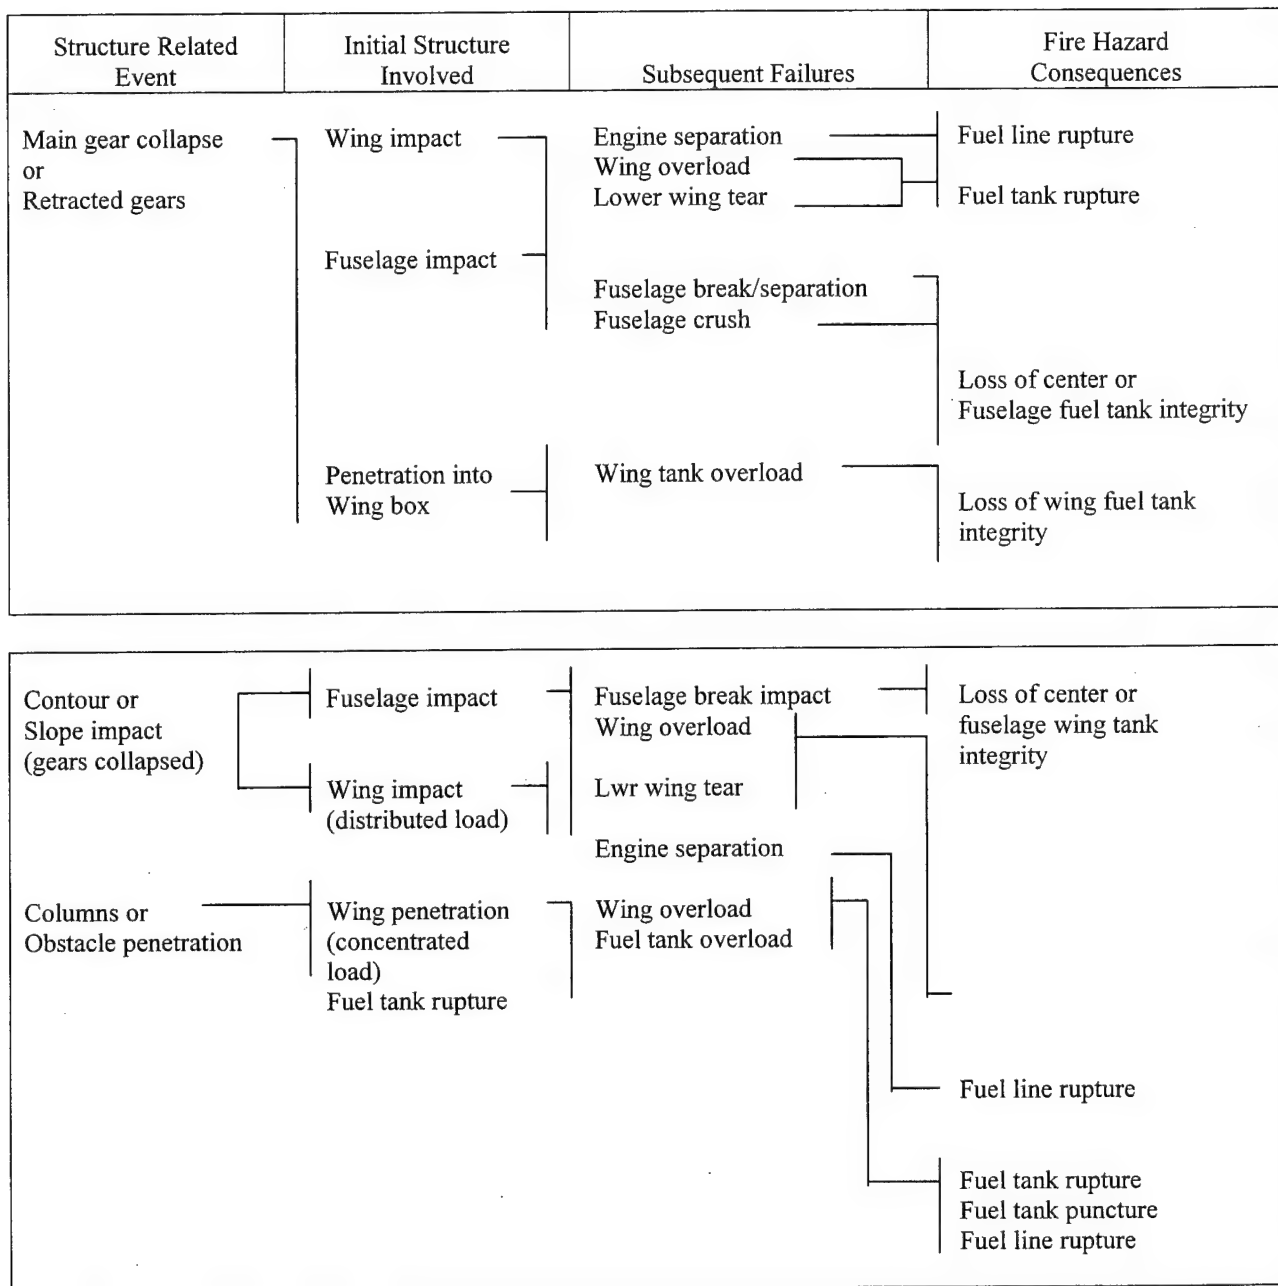 Structure Related
Event
Initial Structure
Involved
Subsequent Failures
Fire Hazard
Consequences
Main gear collapse
or
Retracted gears
Wing impact
Fuselage impact
Penetration into
Wing box
Engine separation
Wing overload
Lower wing tear
Fuselage break/separation
Fuselage crush
Wing tank overload
Fuel line rupture
Fuel tank rupture
Loss of center or
Fuselage fuel tank integrity
Loss of wing fuel tank
integrity
Contour or
Slope impact
(gears collapsed)
Columns or
Obstacle penetration
Fuselage impact
Wing impact
(distributed load)
Wing penetration
(concentrated
load)
Fuel tank rupture
Fuselage break impact
Wing overload
Lwr wing tear
Engine separation
Wing overload
Fuel tank overload
Loss of center or
fuselage wing tank
integrity
Fuel line rupture
Fuel tank rupture
Fuel tank puncture
Fuel line rupture